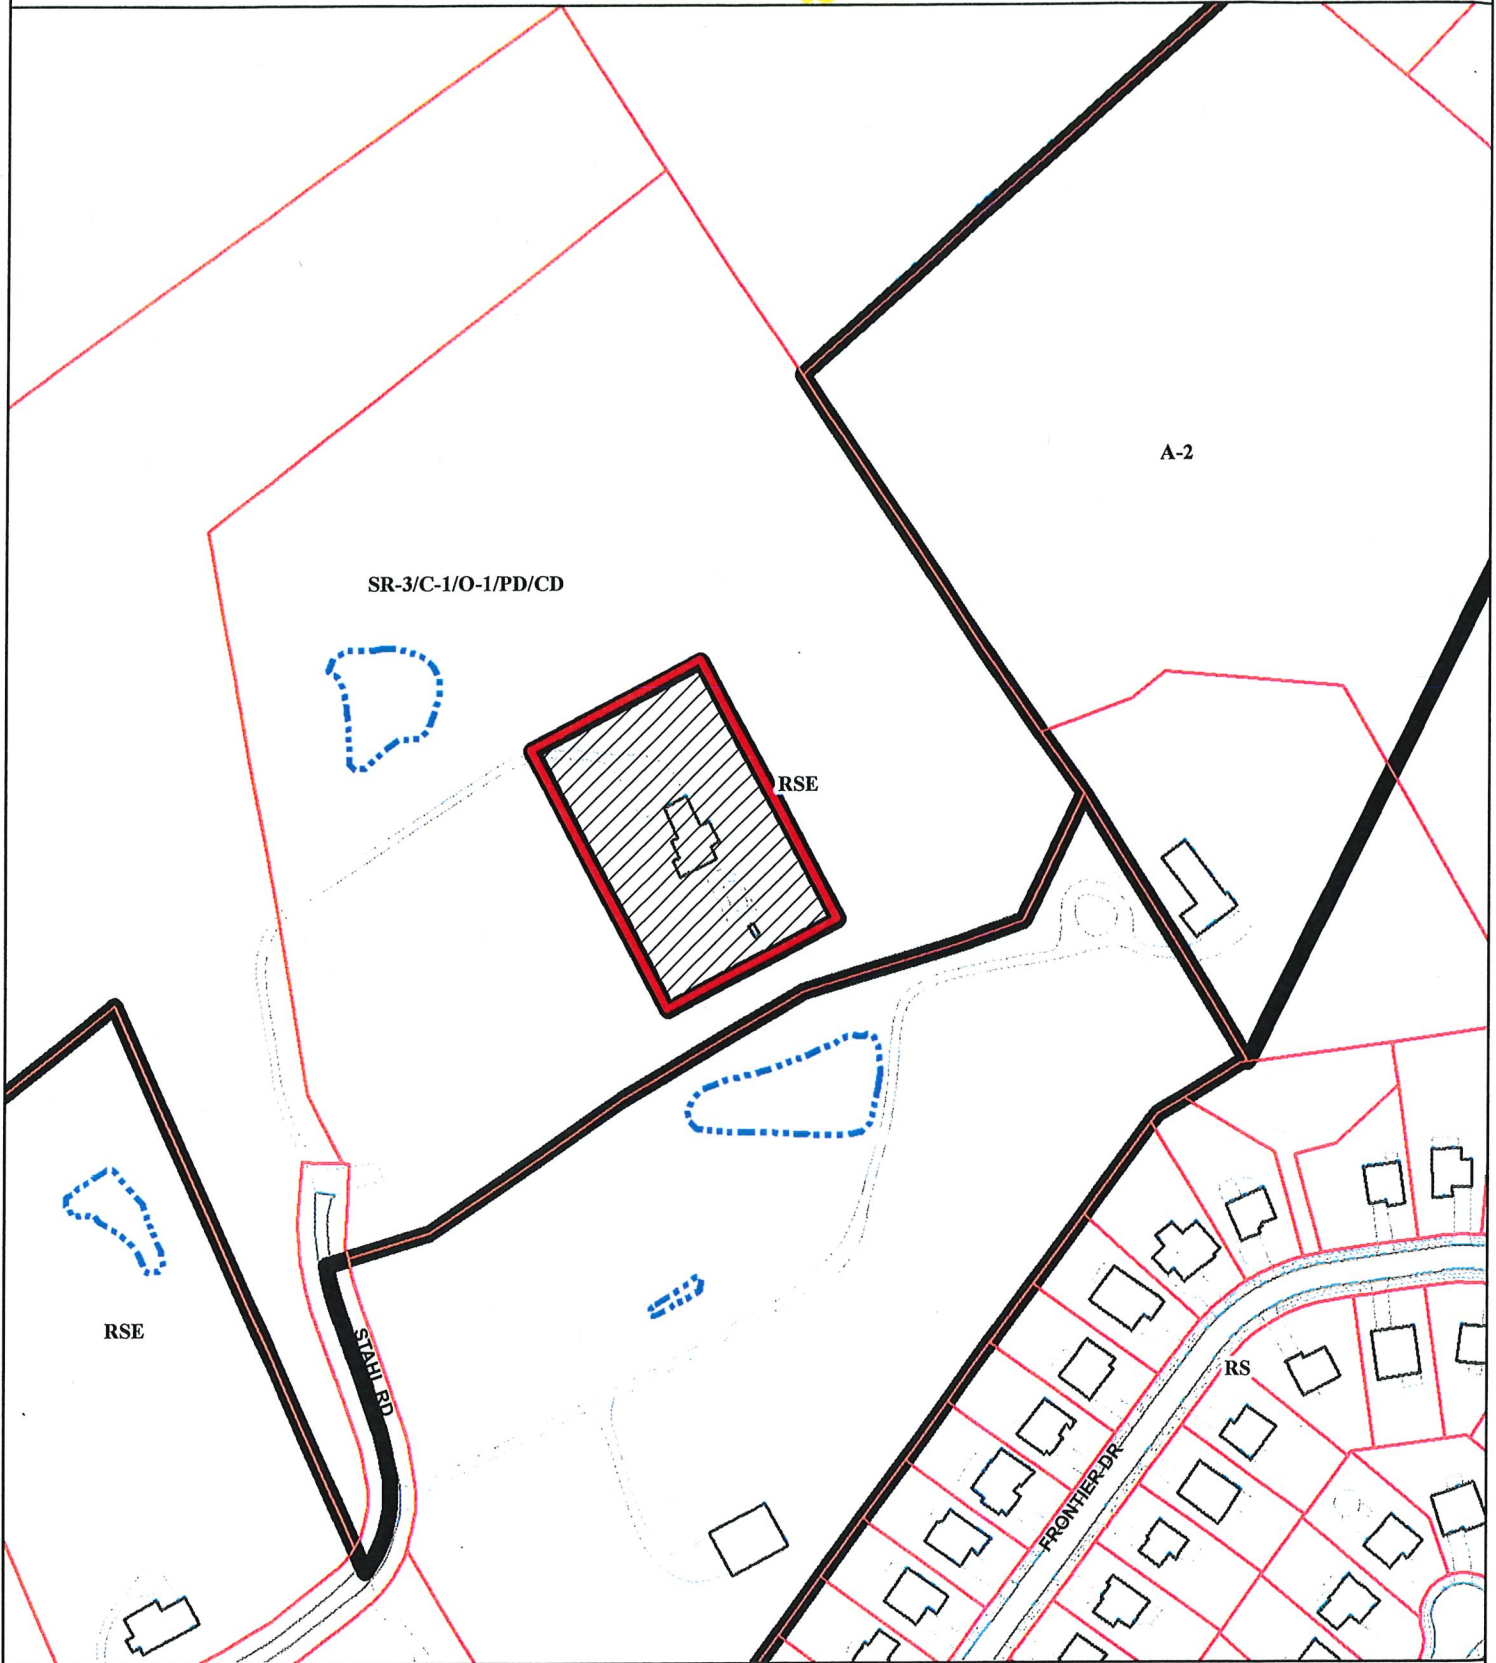 A-2
SR-3/C-1/O-1/PD/CD
RSE
RSE
STAHL RD
RS
FRONTIER DR